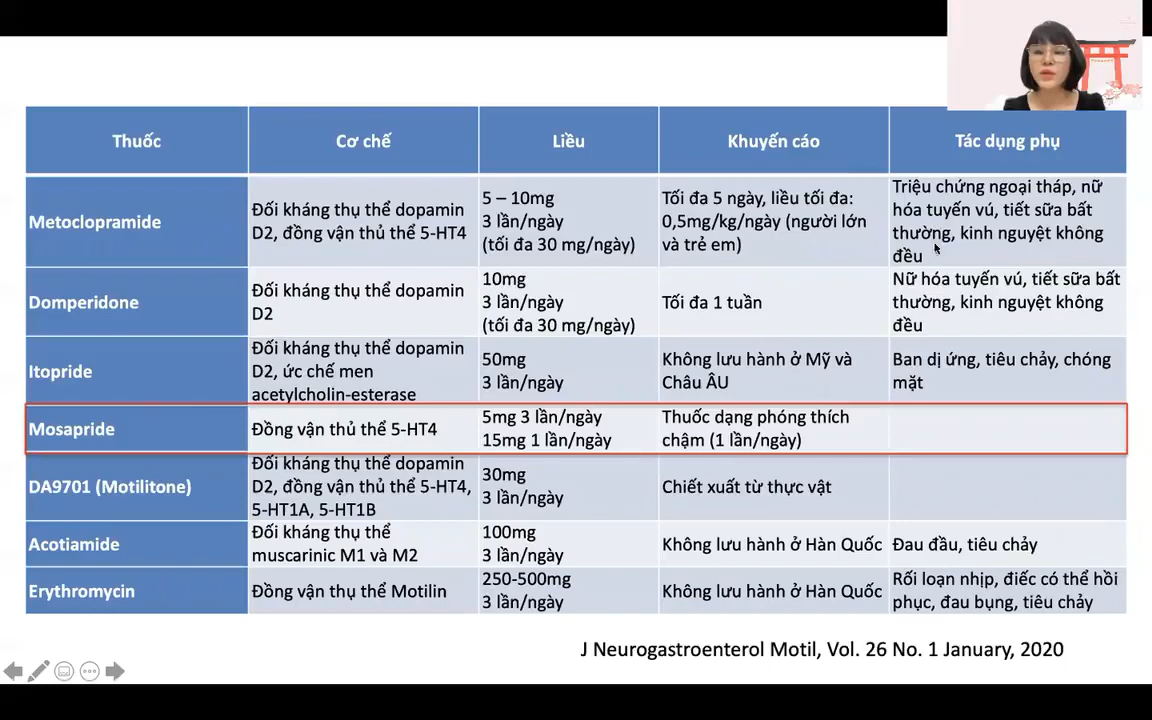 Thuốc
Cơ chế
Liều
Khuyến cáo
Tác dụng phụ
Metoclopramide
Đối kháng thụ thể dopamin
D2, đồng vận thủ thể 5-HT4
5 – 10mg
3 lần/ngày
(tối đa 30 mg/ngày)
Tối đa 5 ngày, liều tối đa:
0,5mg/kg/ngày (người lớn
và trẻ em)
Triệu chứng ngoại tháp, nữ
hóa tuyến vú, tiết sữa bất
thường, kinh nguyệt không
đều
Domperidone
Đối kháng thụ thể dopamin
D2
10mg
3 lần/ngày
(tối đa 30 mg/ngày)
Tối đa 1 tuần
Nữ hóa tuyến vú, tiết sữa bất
thường, kinh nguyệt không
đều
Itopride
Đối kháng thụ thể dopamin
D2, ức chế men
acetylcholin-esterase
50mg
3 lần/ngày
Không lưu hành ở Mỹ và
Châu ÂU
Ban dị ứng, tiêu chảy, chóng
mặt
Mosapride
Đồng vận thủ thể 5-HT4
5mg 3 lần/ngày
15mg 1 lần/ngày
Thuốc dạng phóng thích
chậm (1 lần/ngày)
DA9701 (Motilitone)
Đối kháng thụ thể dopamin
D2, đồng vận thủ thể 5-HT4,
5-HT1A, 5-HT1B
30mg
3 lần/ngày
Chiết xuất từ thực vật
Acotiamide
Đối kháng thụ thể
muscarinic M1 và M2
100mg
3 lần/ngày
Không lưu hành ở Hàn Quốc
Đau đầu, tiêu chảy
Erythromycin
Đồng vận thụ thể Motilin
250-500mg
3 lần/ngày
Không lưu hành ở Hàn Quốc
Rối loạn nhịp, điếc có thể hồi
phục, đau bụng, tiêu chảy
J Neurogastroenterol Motil, Vol. 26 No. 1 January, 2020